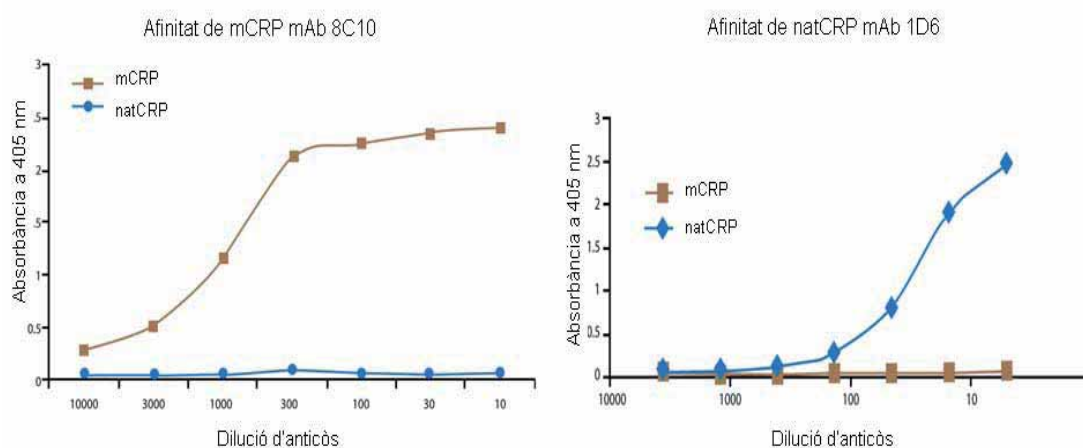 Afinitat de mCRP mAb 8C10
3
.5
2
.5
1
0.5
0
Absorbància a 405 nm
mCRP
natCRP
10000 3000 1000 300 100 30 10
Dilució d'anticòs
Afinitat de natCRP mAb 1D6
3
2.5
2
1.5
1
0.5
0
Absorbància a 405 nm
mCRP
natCRP
10000 1000 100 10
Dilució d'anticòs